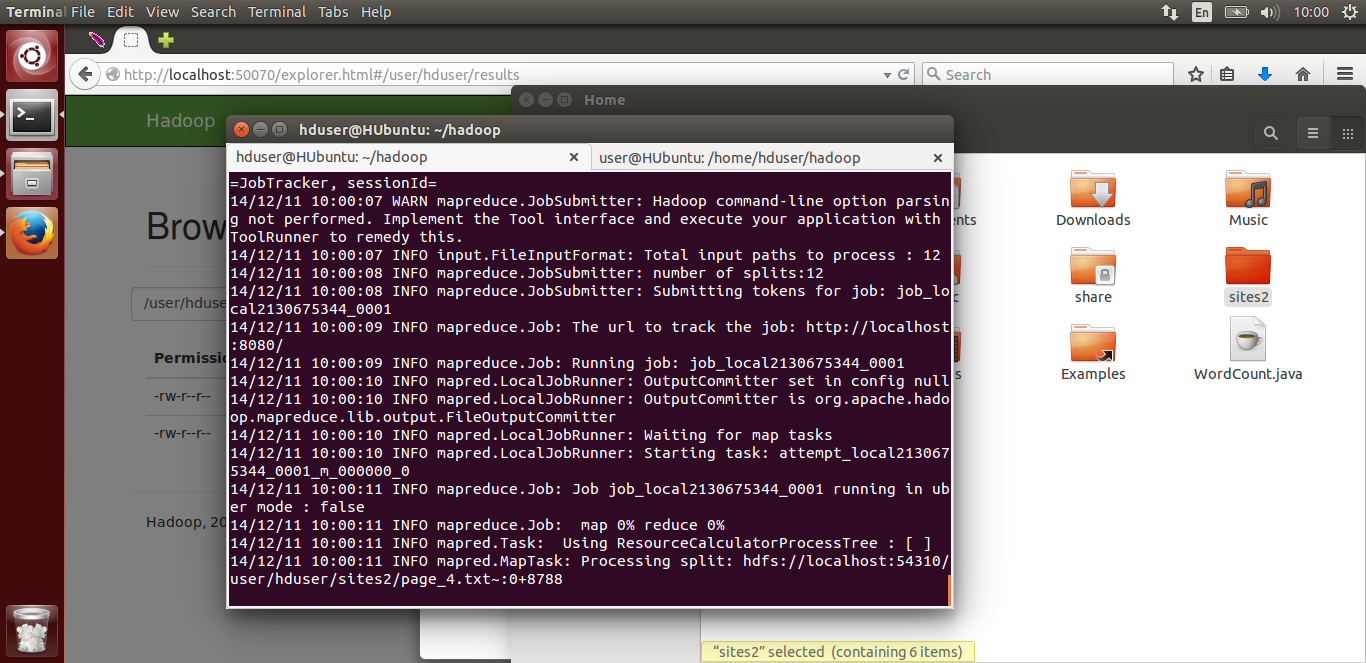 Terminal File Edit View Search Terminal Tabs Help
En
10:00
http://localhost:50070/explorer.html#/user/hduser/results
Search
Home
Hadoop
hduser@HUbuntu: ~/hadoop
hduser@HUbuntu: ~/hadoop
user@HUbuntu: /home/hduser/hadoop
=JobTracker, sessionId=
14/12/11 10:00:07 WARN mapreduce.JobSubmitter: Hadoop command-line option parsin
g not performed. Implement the Tool interface and execute your application with
ToolRunner to remedy this.
14/12/11 10:00:07 INFO input.FileInputFormat: Total input paths to process : 12
14/12/11 10:00:08 INFO mapreduce.JobSubmitter: number of splits:12
14/12/11 10:00:08 INFO mapreduce.JobSubmitter: Submitting tokens for job: job_lo
cal2130675344_0001
14/12/11 10:00:09 INFO mapreduce.Job: The url to track the job: http://localhost
:8080/
14/12/11 10:00:09 INFO mapreduce.Job: Running job: job_local2130675344_0001
14/12/11 10:00:10 INFO mapred.LocalJobRunner: OutputCommitter set in config null
14/12/11 10:00:10 INFO mapred.LocalJobRunner: OutputCommitter is org.apache.hado
op.mapreduce.lib.output.FileOutputCommitter
14/12/11 10:00:10 INFO mapred.LocalJobRunner: Waiting for map tasks
14/12/11 10:00:10 INFO mapred.LocalJobRunner: Starting task: attempt_local213067
5344_0001_m_000000_0
14/12/11 10:00:11 INFO mapreduce.Job: Job job_local2130675344_0001 running in ub
er mode : false
14/12/11 10:00:11 INFO mapreduce.Job:  map 0% reduce 0%
14/12/11 10:00:11 INFO mapred.Task:  Using ResourceCalculatorProcessTree : [ ]
14/12/11 10:00:11 INFO mapred.MapTask: Processing split: hdfs://localhost:54310/
user/hduser/sites2/page_4.txt~:0+8788
Brow
/user/hduse
Permissio
-rw-r--r--
-rw-r--r--
Hadoop, 20
ents
Downloads
Music
c
share
sites2
s
Examples
WordCount.java
“sites2” selected (containing 6 items)